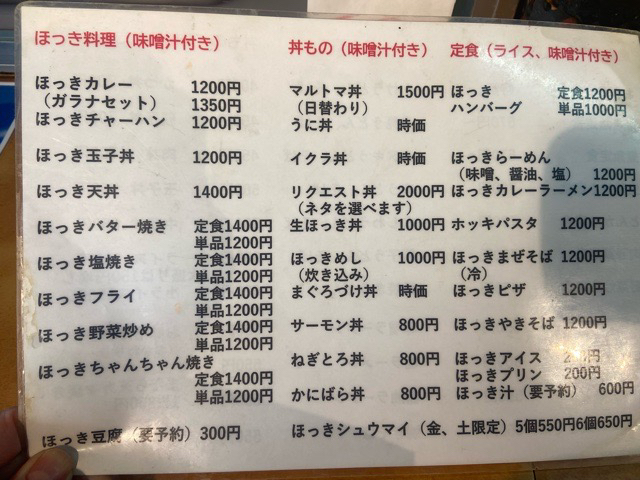 ほっき料理（味噌汁付き）
ほっきカレー 1200円
（ガラナセット） 1350円
ほっきチャーハン 1200円
ほっき玉子丼 1200円
ほっき天丼 1400円
ほっきバター焼き 定食1400円
単品1200円
ほっき塩焼き 定食1400円
単品1200円
ほっきフライ 定食1400円
単品1200円
ほっき野菜炒め 定食1400円
単品1200円
ほっきちゃんちゃん焼き
定食1400円
単品1200円
ほっき豆腐（要予約）300円
丼もの（味噌汁付き）
マルトマ丼 1500円
（日替わり）
うに丼 時価
イクラ丼 時価
リクエスト丼 2000円
（ネタを選べます）
生ほっき丼 1000円
ほっきめし 1000円
（炊き込み）
まぐろづけ丼 時価
サーモン丼 800円
ねぎとろ丼 800円
かにばら丼 800円
ほっきシュウマイ（金、土限定）5個550円6個650円
定食（ライス、味噌汁付き）
ほっき 定食1200円
ハンバーグ 単品1000円
ほっきらーめん
（味噌、醤油、塩） 1200円
ほっきカレーラーメン1200円
ホッキパスタ 1200円
ほっきまぜそば 1200円
（冷）
ほっきピザ 1200円
ほっきやきそば 1200円
ほっきアイス
ほっきプリン 200円
ほっき汁（要予約） 600円